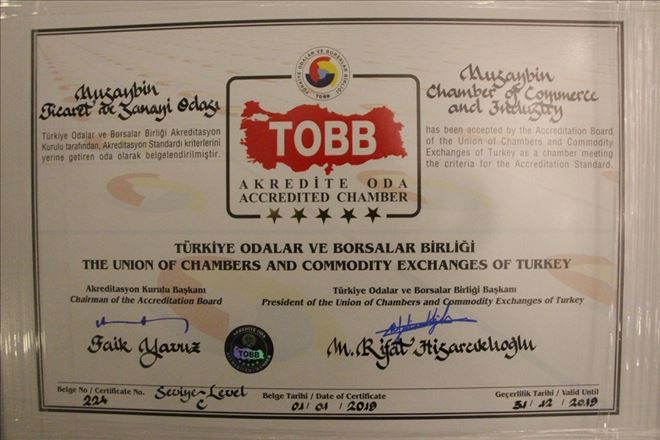 TÜRKİYE ODALAR VE BORSALAR BİRLİĞİ
TOBB
Nusaybin
Ticaret ve Sanayi Odası
Türkiye Odalar ve Borsalar Birliği Akreditasyon
Kurulu tarafından, Akreditasyon Standardı kriterlerini
yerine getiren oda olarak belgelendirilmiştir.
TOBB
AKREDİTE ODA
ACCREDITED CHAMBER
Nusaybin
Chamber of Commerce
and Industry
has been accepted by the Accreditation Board
of the Union of Chambers and Commodity
Exchanges of Turkey as a chamber meeting
the criteria for the Accreditation Standard.
TÜRKİYE ODALAR VE BORSALAR BİRLİĞİ
THE UNION OF CHAMBERS AND COMMODITY EXCHANGES OF TURKEY
Akreditasyon Kurulu Başkanı
Chairman of the Accreditation Board
Faik Yavuz
TOBB
Türkiye Odalar ve Borsalar Birliği Başkanı
President of the Union of Chambers and Commodity Exchanges of Turkey
M. Rifat Hisarcıklıoğlu
Belge No / Certificate No.
224
Seviye-Level
C
Belge Tarihi / Date of Certificate
01/ 01 / 2019
Geçerlilik Tarihi / Valid Until
31 / 12 / 2019